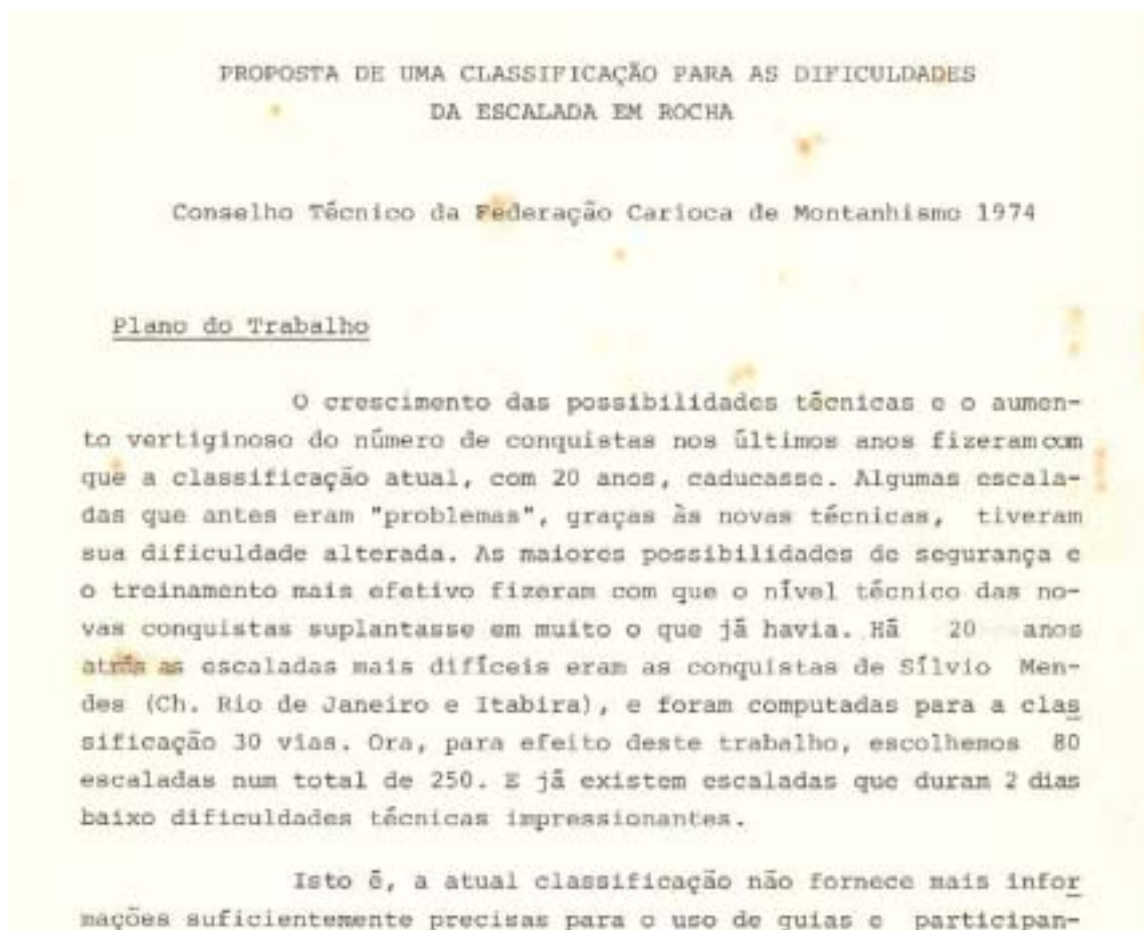 PROPOSTA DE UMA CLASSIFICAÇÃO PARA AS DIFICULDADES
DA ESCALADA EM ROCHA
Conselho Técnico da Federação Carioca de Montanhismo 1974
Plano do Trabalho
O crescimento das possibilidades técnicas e o aumen-
to vertiginoso do número de conquistas nos últimos anos fizeram com
que a classificação atual, com 20 anos, caducasse. Algumas escala-
das que antes eram "problemas", graças às novas técnicas, tiveram
sua dificuldade alterada. As maiores possibilidades de segurança e
o treinamento mais efetivo fizeram com que o nível técnico das no-
vas conquistas suplantasse em muito o que já havia. Há 20 anos
atrás as escaladas mais difíceis eram as conquistas de Sílvio Men-
des (Ch. Rio de Janeiro e Itabira), e foram computadas para a clas
sificação 30 vias. Ora, para efeito deste trabalho, escolhemos 80
escaladas num total de 250. E já existem escaladas que duram 2 dias
baixo dificuldades técnicas impressionantes.
Isto é, a atual classificação não fornece mais infor
mações suficientemente precisas para o uso de guias e participan-